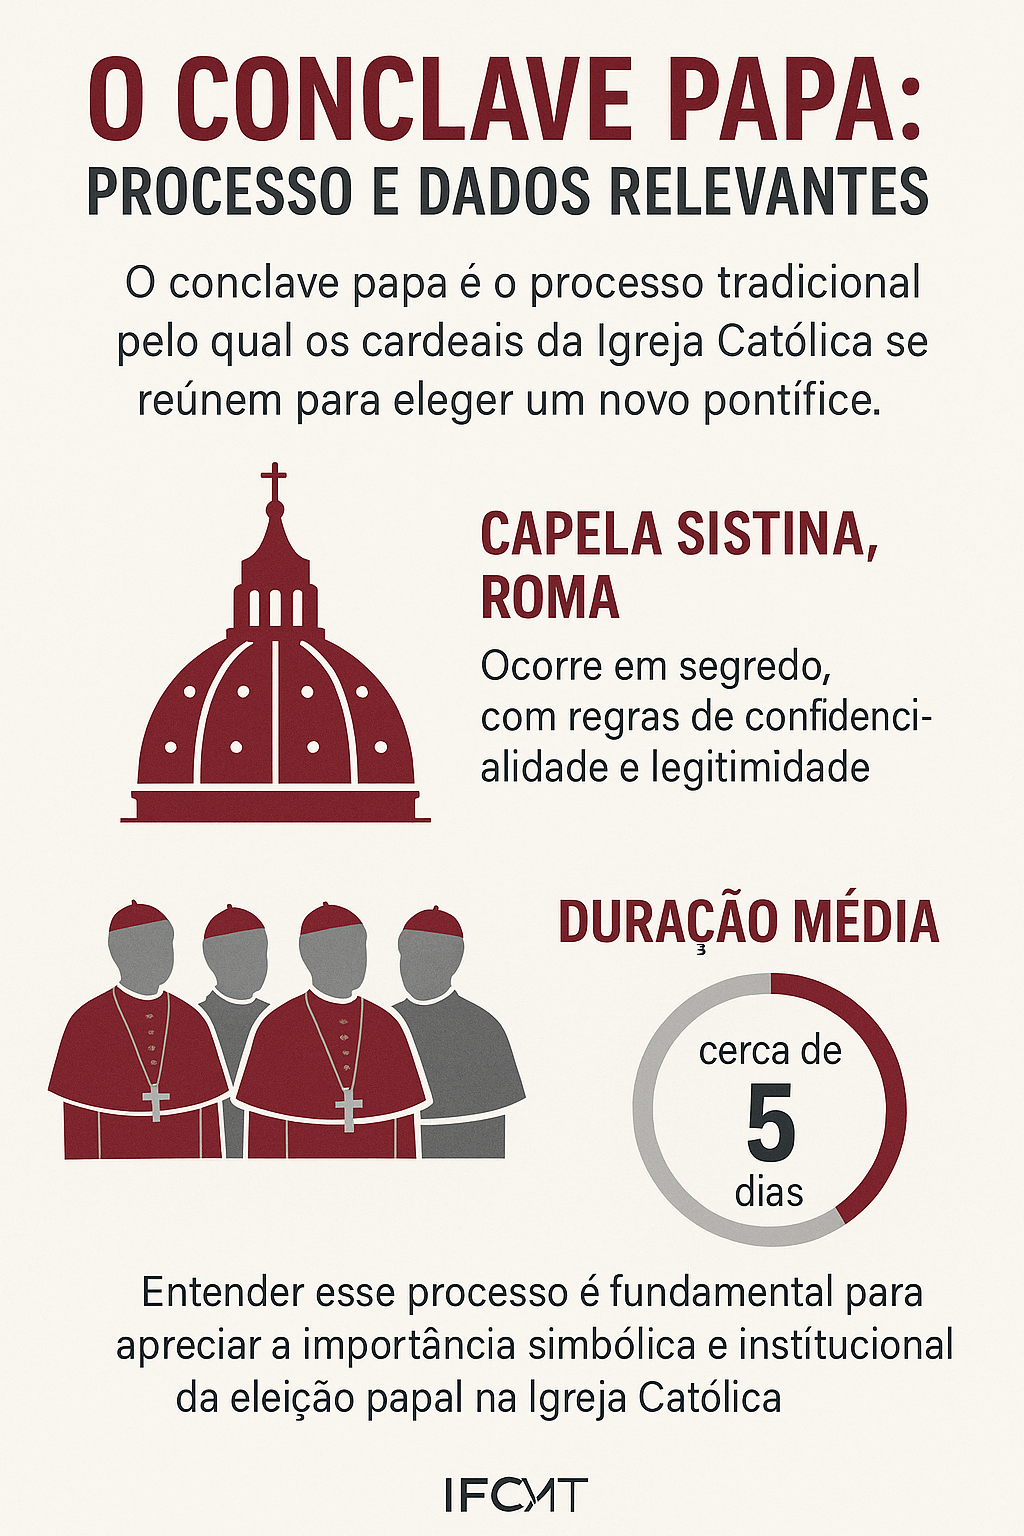 O CONCLAVE PAPA:
PROCESSO E DADOS RELEVANTES
O conclave papa é o processo tradicional
pelo qual os cardeais da Igreja Católica se
reúnem para eleger um novo pontífice.
CAPELA SISTINA,
ROMA
Ocorre em segredo,
com regras de confidenci-
alidade e legitimidade
DURAÇÃO MÉDIA
cerca de
5
dias
Entender esse processo é fundamental para
apreciar a importância simbólica e instítucional
da eleição papal na Igreja Católica